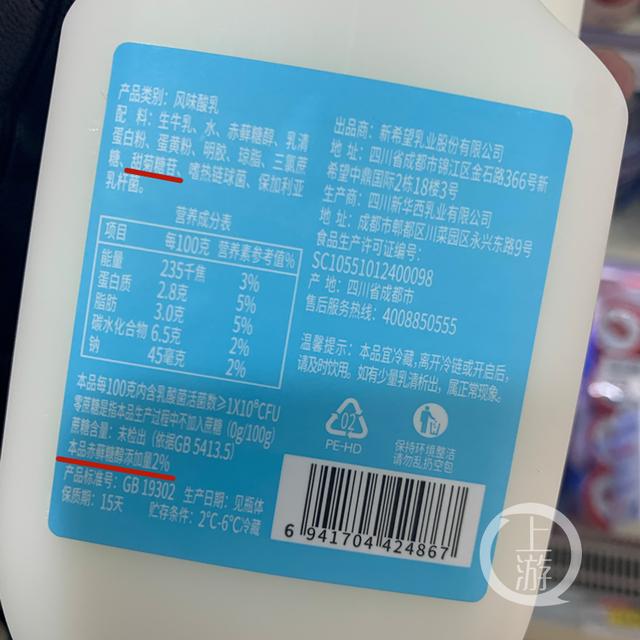 产品类别：风味酸乳
配　料：生牛乳、水、赤藓糖醇、乳清
蛋白粉、蛋黄粉、明胶、琼脂、三氯蔗
糖、甜菊糖苷、嗜热链球菌、保加利亚
乳杆菌。
营养成分表
项目 每100克 营养素参考值%
能量 235千焦 3%
蛋白质 2.8克 5%
脂肪 3.0克 5%
碳水化合物 6.5克 2%
钠 45毫克 2%
本品每100克内含乳酸菌活菌数≥1X10⁸CFU
零蔗糖是指本品生产过程中不加入蔗糖（0g/100g）
蔗糖含量：未检出（依据GB 5413.5）
本品赤藓糖醇添加量2%
产品标准号：GB 19302 生产日期：见瓶体
保质期：15天 贮存条件：2℃-6℃冷藏
出品商：新希望乳业股份有限公司
地 址：四川省成都市锦江区金石路366号新
希望中鼎国际2栋18楼3号
生产商：四川新华西乳业有限公司
地 址：成都市郫都区川菜园区永兴东路9号
食品生产许可证编号：
SC10551012400098
产 地：四川省成都市
售后服务热线：4008850555
温馨提示：本品宜冷藏，离开冷链或开启后，
请及时饮用。如有少量乳清析出，属正常现象。
02
PE-HD
保持环境整洁
请勿乱扔空包
6 941704 424867
上游